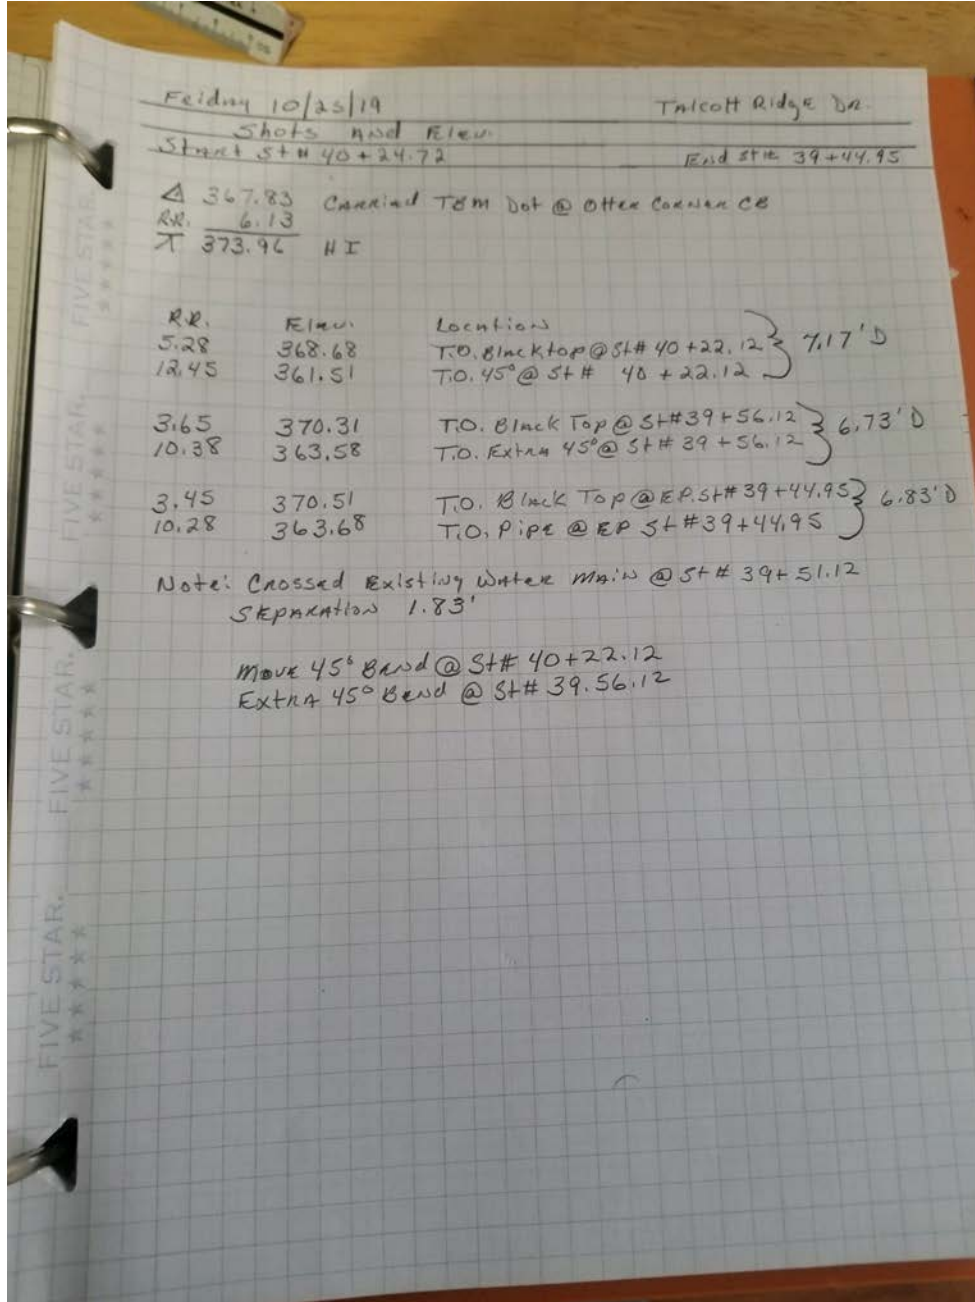 Friday 10/25/19 Talcott Ridge Dr.
Shots and Elev.
Start St# 40+24.72 End St# 39+44.95
△ 367.83 Carried TBM Dot @ Otter Corner CB
R.R. 6.13
⊼ 373.96 HI
R.R. Elev. Location
5.28 368.68 T.O. Blacktop @ St# 40+22.12 } 7.17' D
12.45 361.51 T.O. 45° @ St# 40+22.12
3.65 370.31 T.O. Black Top @ St# 39+56.12 } 6.73' D
10.38 363.58 T.O. Extra 45° @ St# 39+56.12
3.45 370.51 T.O. Black Top @ EP. St# 39+44.95 } 6.83' D
10.28 363.68 T.O. Pipe @ EP St# 39+44.95
Note: Crossed Existing Water Main @ St# 39+51.12
Separation 1.83'
Move 45° Bend @ St# 40+22.12
Extra 45° Bend @ St# 39.56.12
FIVE STAR.
FIVE STAR.
FIVE STAR.
FIVE STAR.